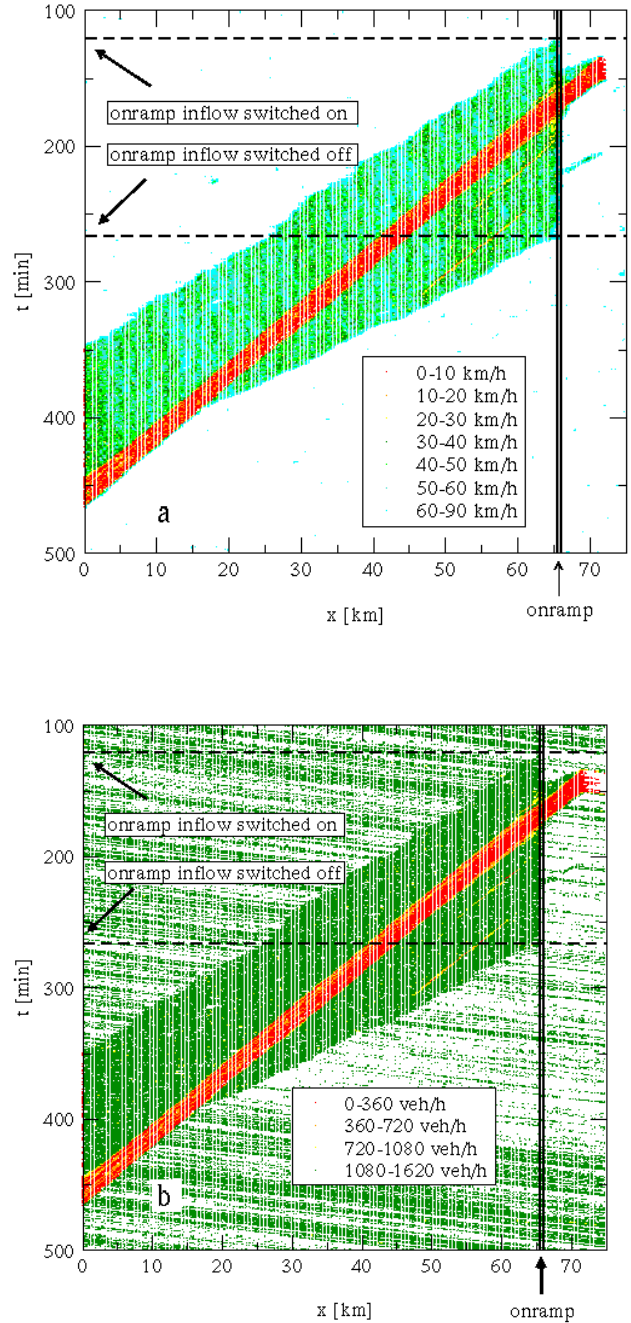 100
onramp inflow switched on
onramp inflow switched off
200
300
400
500
t [min]
0-10 km/h
10-20 km/h
20-30 km/h
30-40 km/h
40-50 km/h
50-60 km/h
60-90 km/h
a
0 10 20 30 40 50 60 70
x [km]
onramp
100
onramp inflow switched on
200
onramp inflow switched off
300
400
500
t [min]
0-360 veh/h
360-720 veh/h
720-1080 veh/h
1080-1620 veh/h
b
0 10 20 30 40 50 60 70
x [km]
onramp